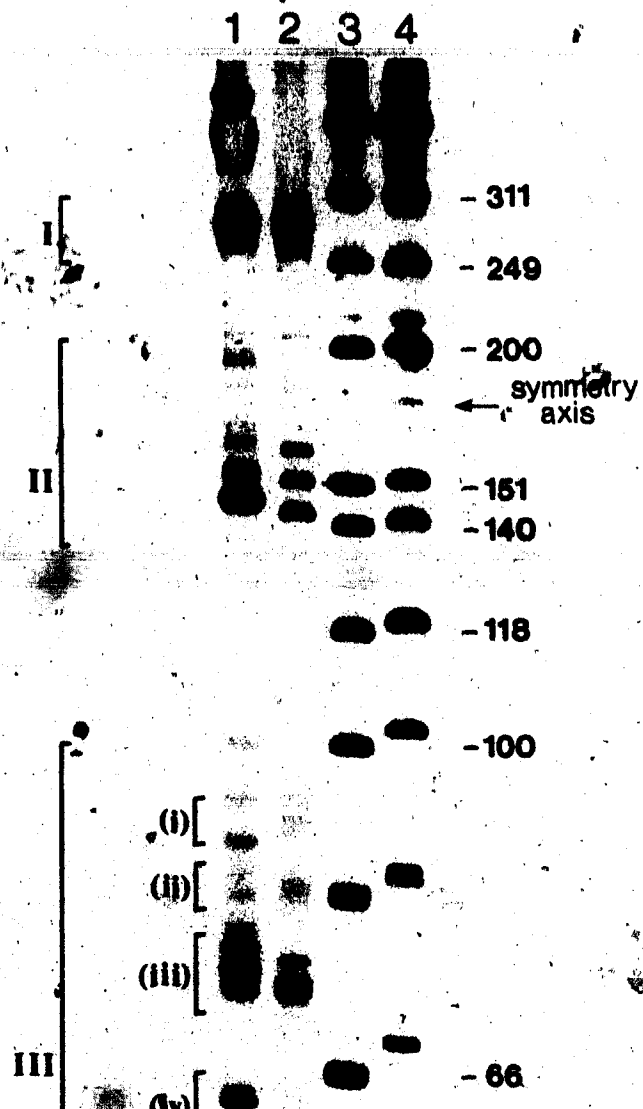 1 2 3 4
I
- 311
- 249
- 200
symmetry
axis
II
- 151
- 140
- 118
- 100
(i)
(ii)
(iii)
III
- 66
(iv)